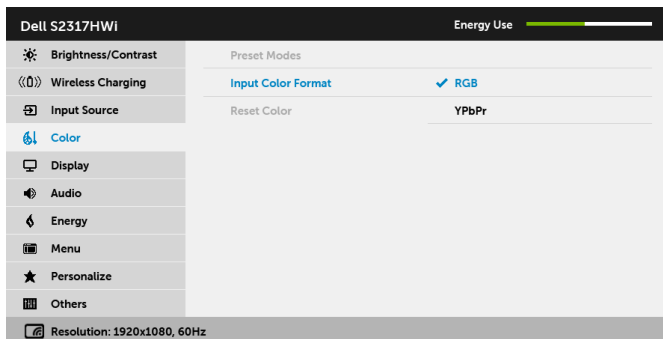 Dell S2317HWi
Energy Use
Brightness/Contrast
Preset Modes
Wireless Charging
Input Color Format
RGB
Input Source
Reset Color
YPbPr
Color
Display
Audio
Energy
Menu
Personalize
Others
Resolution: 1920x1080, 60Hz